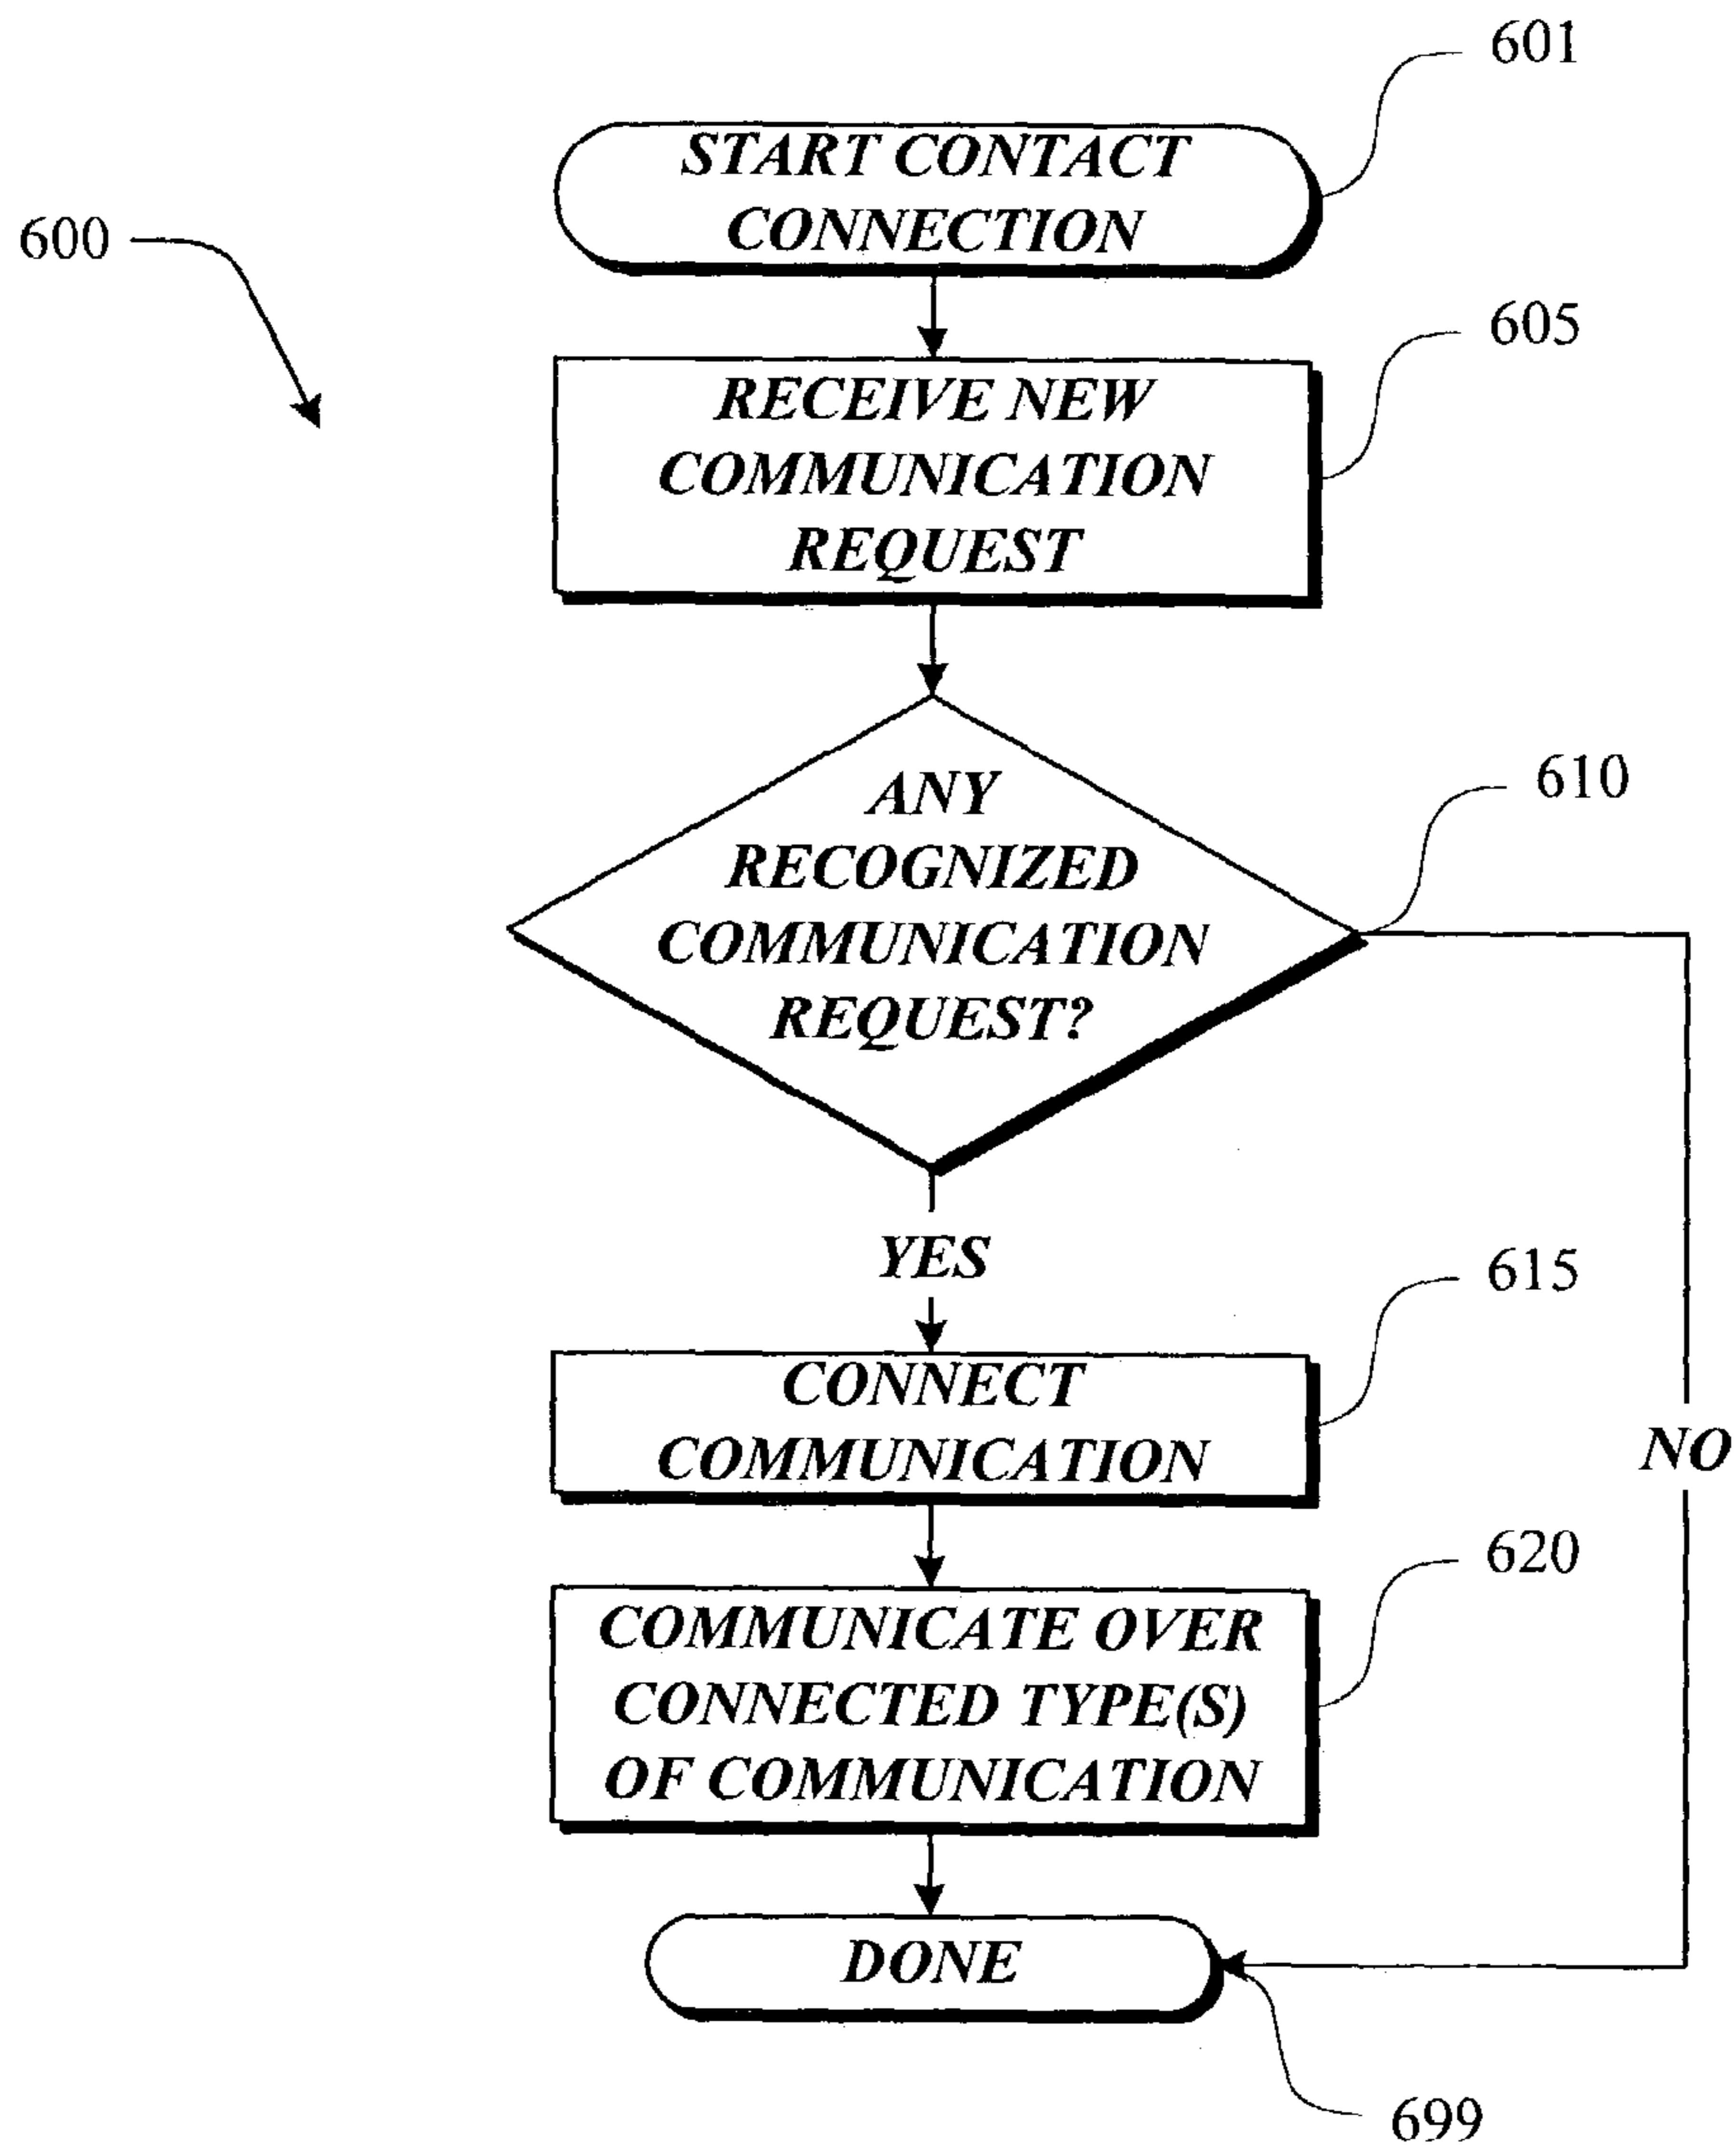 601
START CONTACT
CONNECTION
600
605
RECEIVE NEW
COMMUNICATION
REQUEST
610
ANY
RECOGNIZED
COMMUNICATION
REQUEST?
YES
615
CONNECT
COMMUNICATION
NO
620
COMMUNICATE OVER
CONNECTED TYPE(S)
OF COMMUNICATION
DONE
699